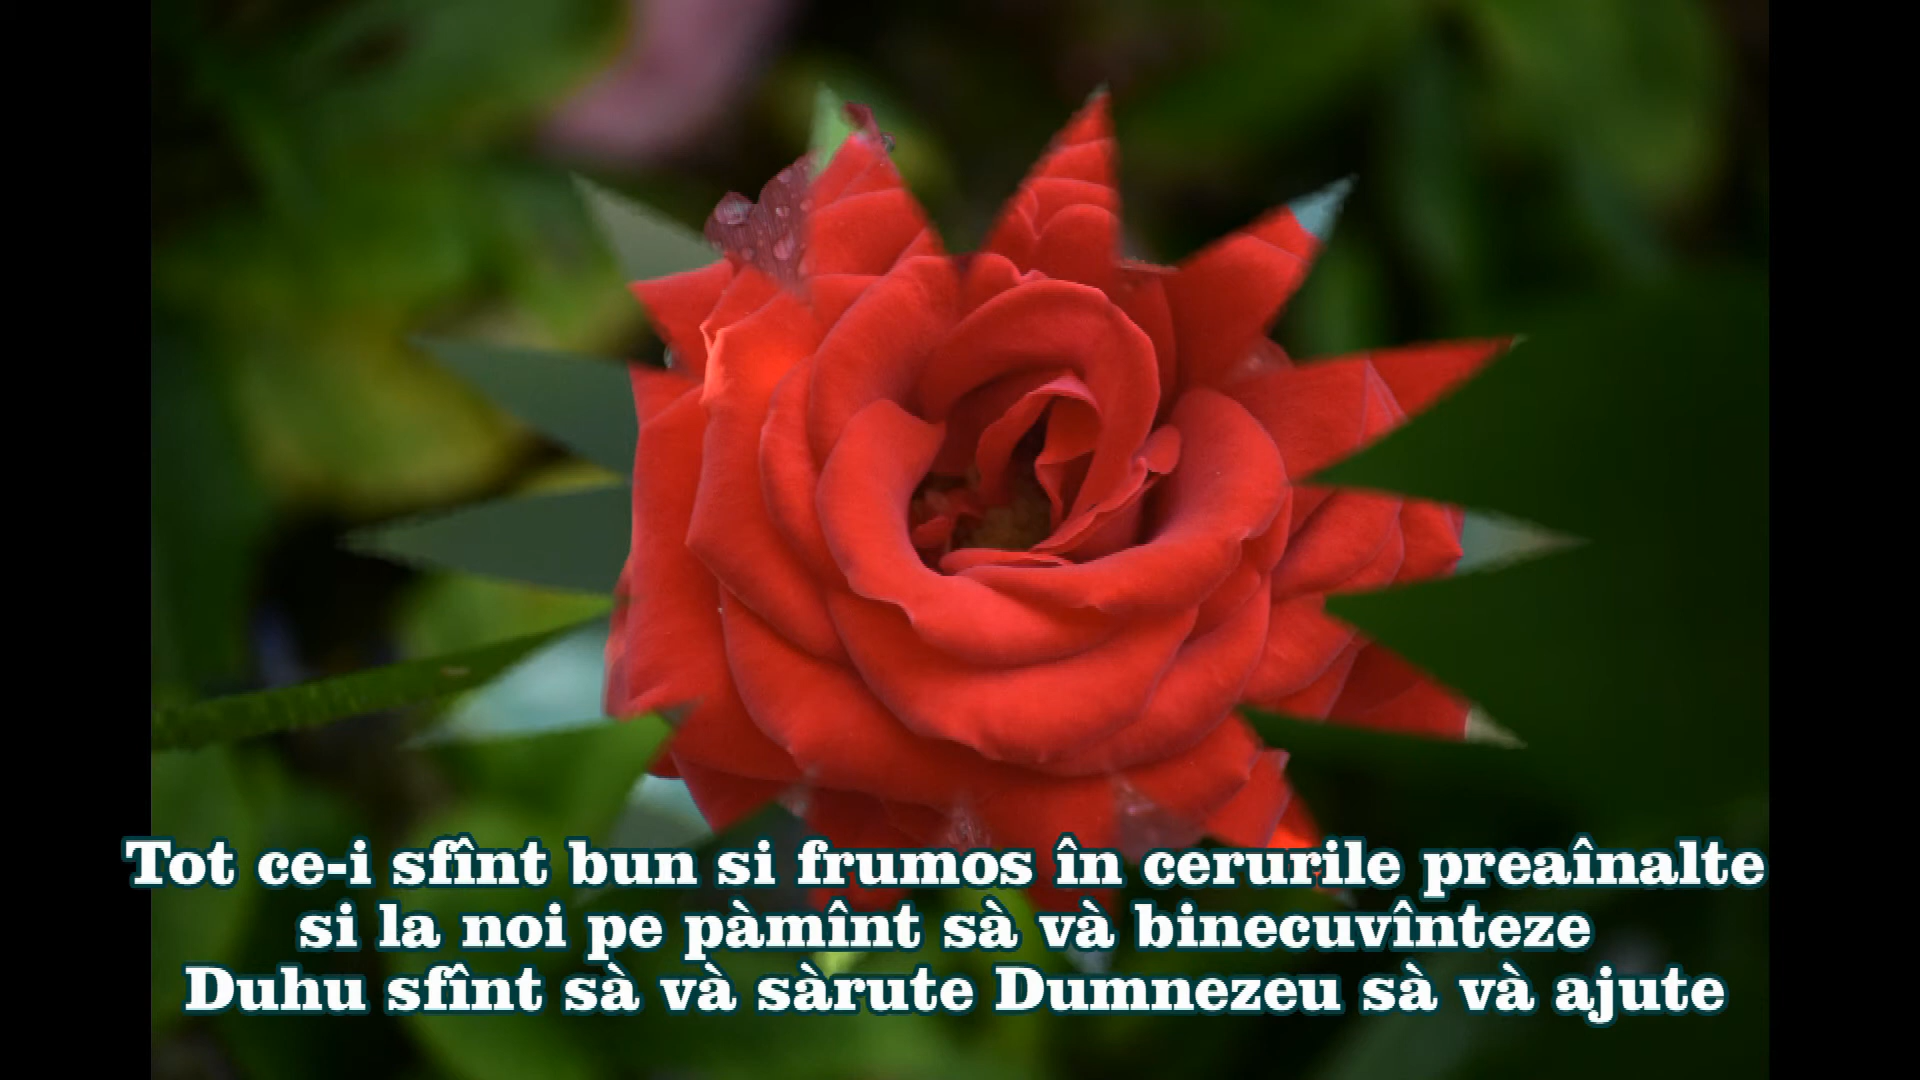 Tot ce-i sfînt bun si frumos în cerurile preaînalte
si la noi pe pàmînt sà và binecuvînteze
Duhu sfînt sà và sàrute Dumnezeu sà và ajute